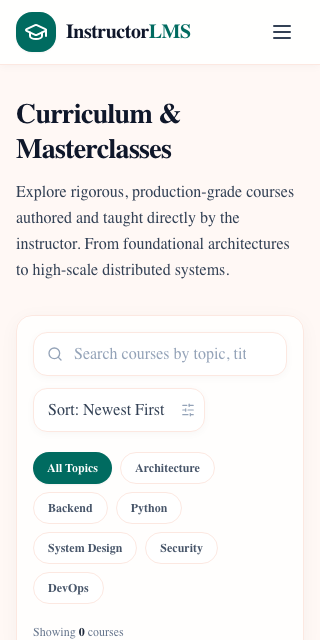 InstructorLMS
Curriculum &
Masterclasses
Explore rigorous, production-grade courses
authored and taught directly by the
instructor. From foundational architectures
to high-scale distributed systems.
Search courses by topic, tit
Sort: Newest First
All Topics
Architecture
Backend
Python
System Design
Security
DevOps
Showing 0 courses